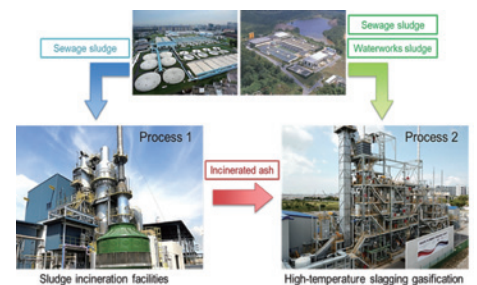 Sewage sludge
Sewage sludge
Waterworks sludge
Process 1
Incinerated ash
Process 2
Sludge incineration facilities
High-temperature slagging gasification